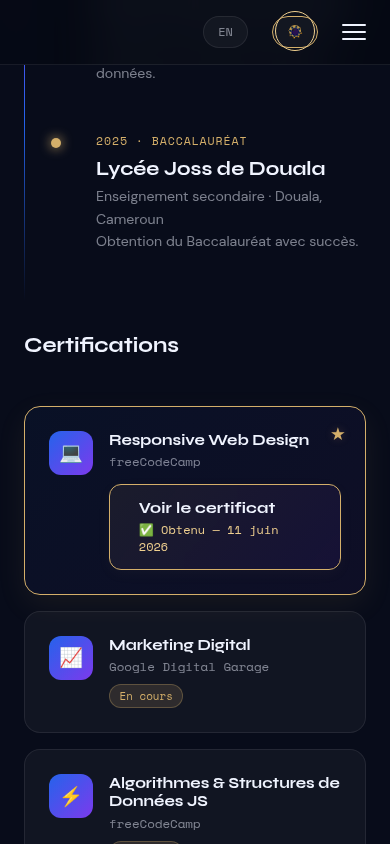 EN
données.
2025 · BACCALAURÉAT
Lycée Joss de Douala
Enseignement secondaire · Douala,
Cameroun
Obtention du Baccalauréat avec succès.
Certifications
Responsive Web Design
freeCodeCamp
Voir le certificat
✅ Obtenu — 11 juin
2026
Marketing Digital
Google Digital Garage
En cours
Algorithmes & Structures de
Données JS
freeCodeCamp